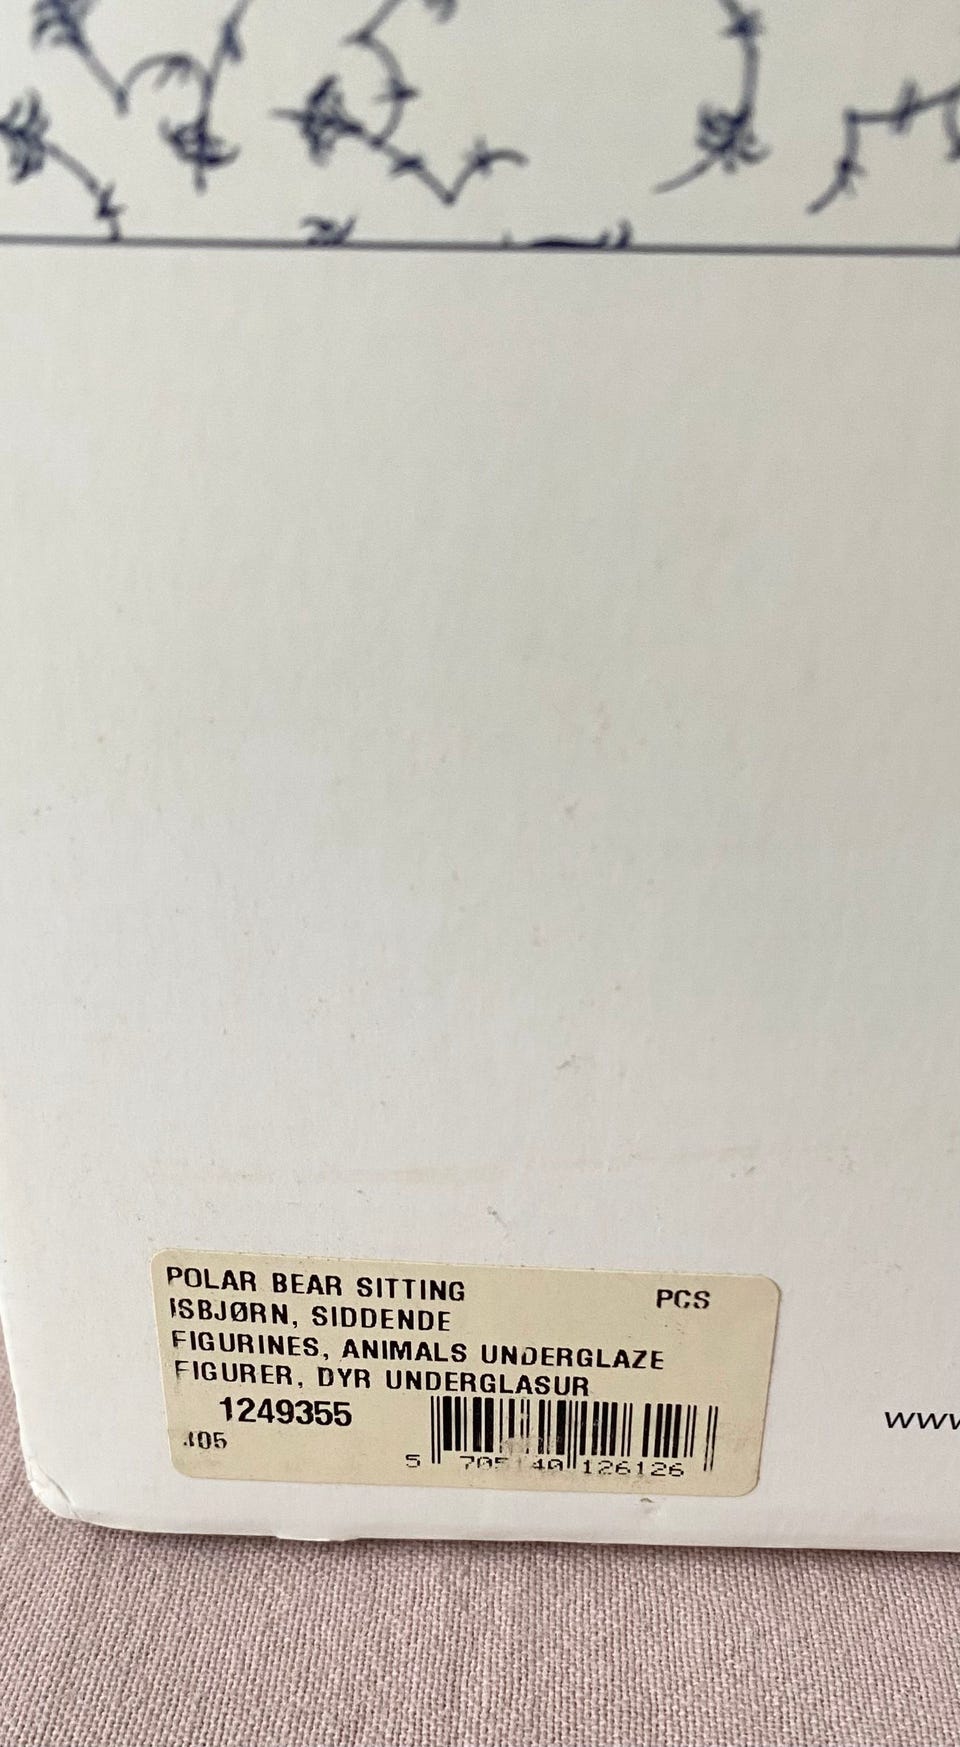 POLAR BEAR SITTING PCS
ISBJØRN, SIDDENDE
FIGURINES, ANIMALS UNDERGLAZE
FIGURER, DYR UNDERGLASUR
1249355
405
5 705140 126126
www